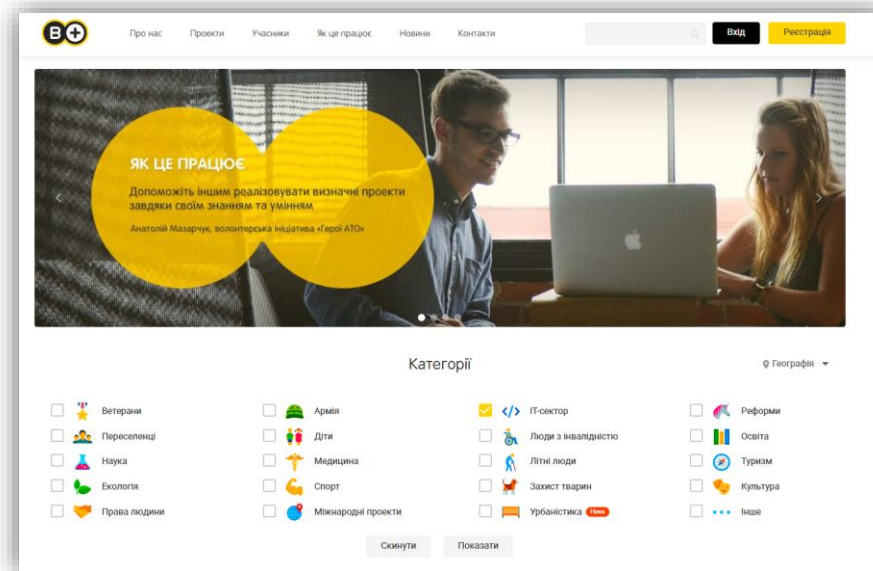 B+
Про нас Проекти Учасники Як це працює Новини Контакти Вхід Реєстрація
ЯК ЦЕ ПРАЦЮЄ
Допоможіть іншим реалізовувати визначні проекти
завдяки своїм знанням та умінням
Анатолій Мазарчук, волонтерська ініціатива «Герої АТО»
Категорії
Географія
Ветерани Армія ІТ-сектор Реформи
Переселенці Діти Люди з інвалідністю Освіта
Наука Медицина Літні люди Туризм
Екологія Спорт Захист тварин Культура
Права людини Міжнародні проекти Урбаністика Нове Інше
Скинути Показати